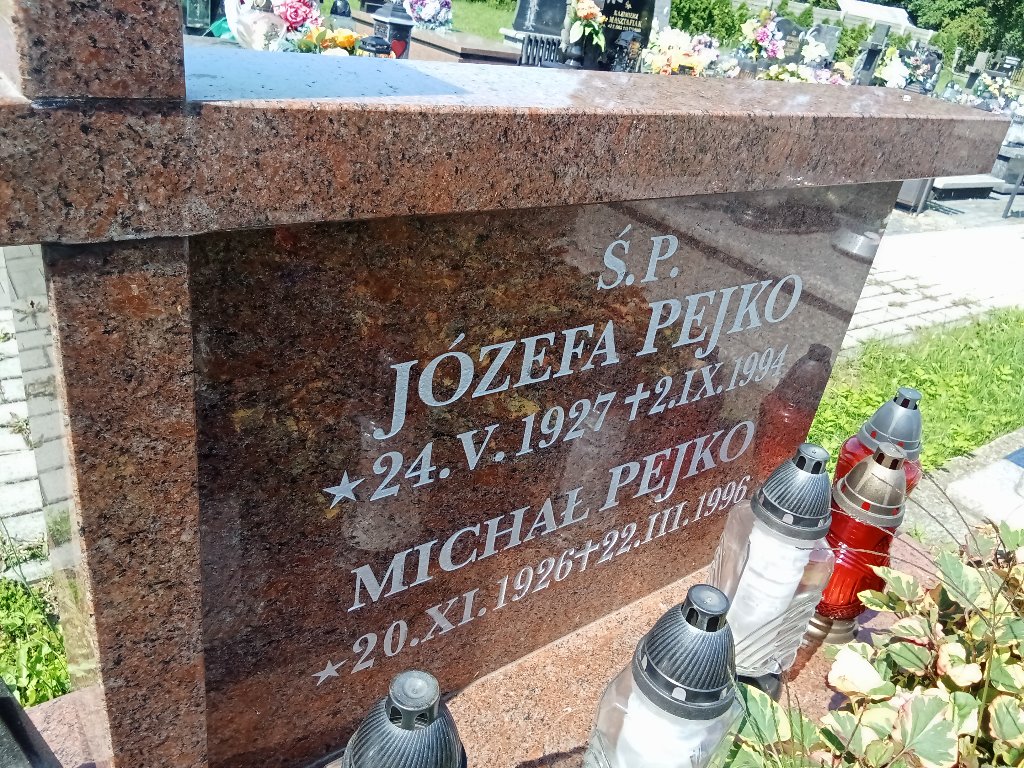 Ś.P.
JÓZEFA PEJKO
★24.V.1927 ✝2.IX.1994
MICHAŁ PEJKO
★20.XI.1926✝22.III.1996